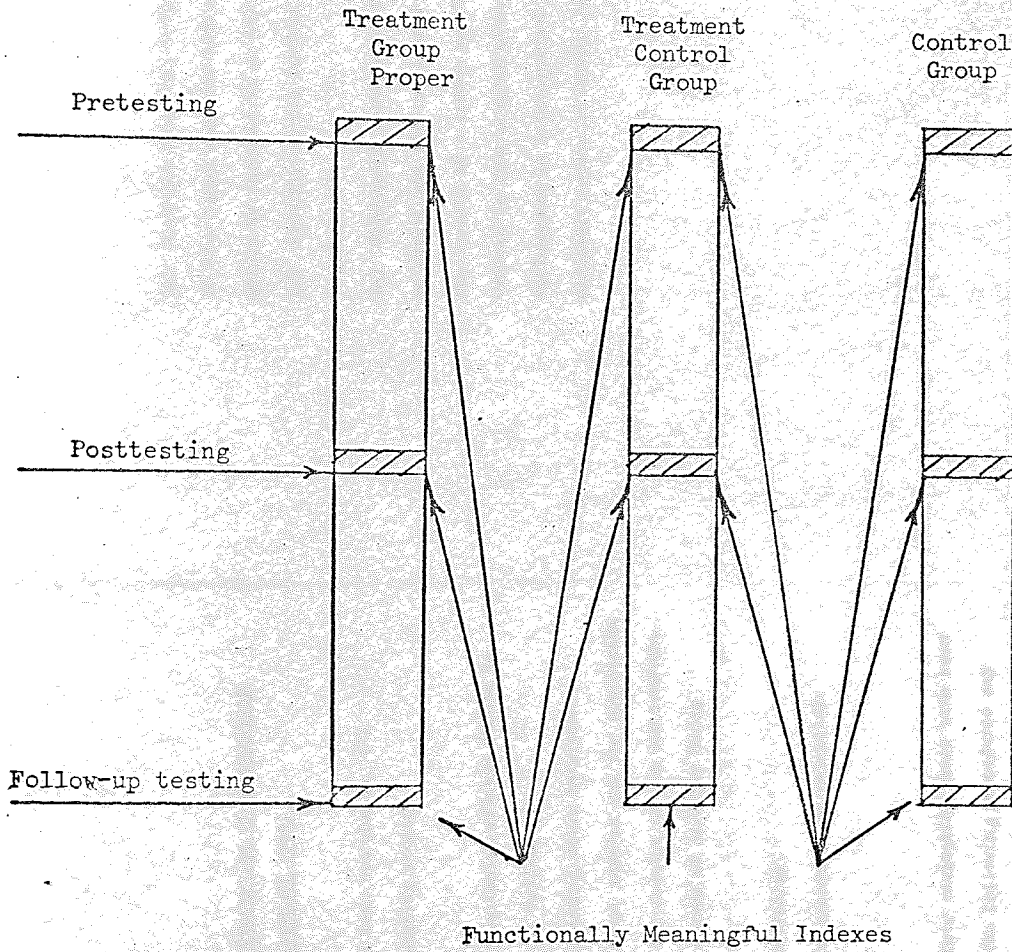 Treatment
Group
Proper
Treatment
Control
Group
Control
Group
Pretesting
Posttesting
Follow-up testing
Functionally Meaningful Indexes